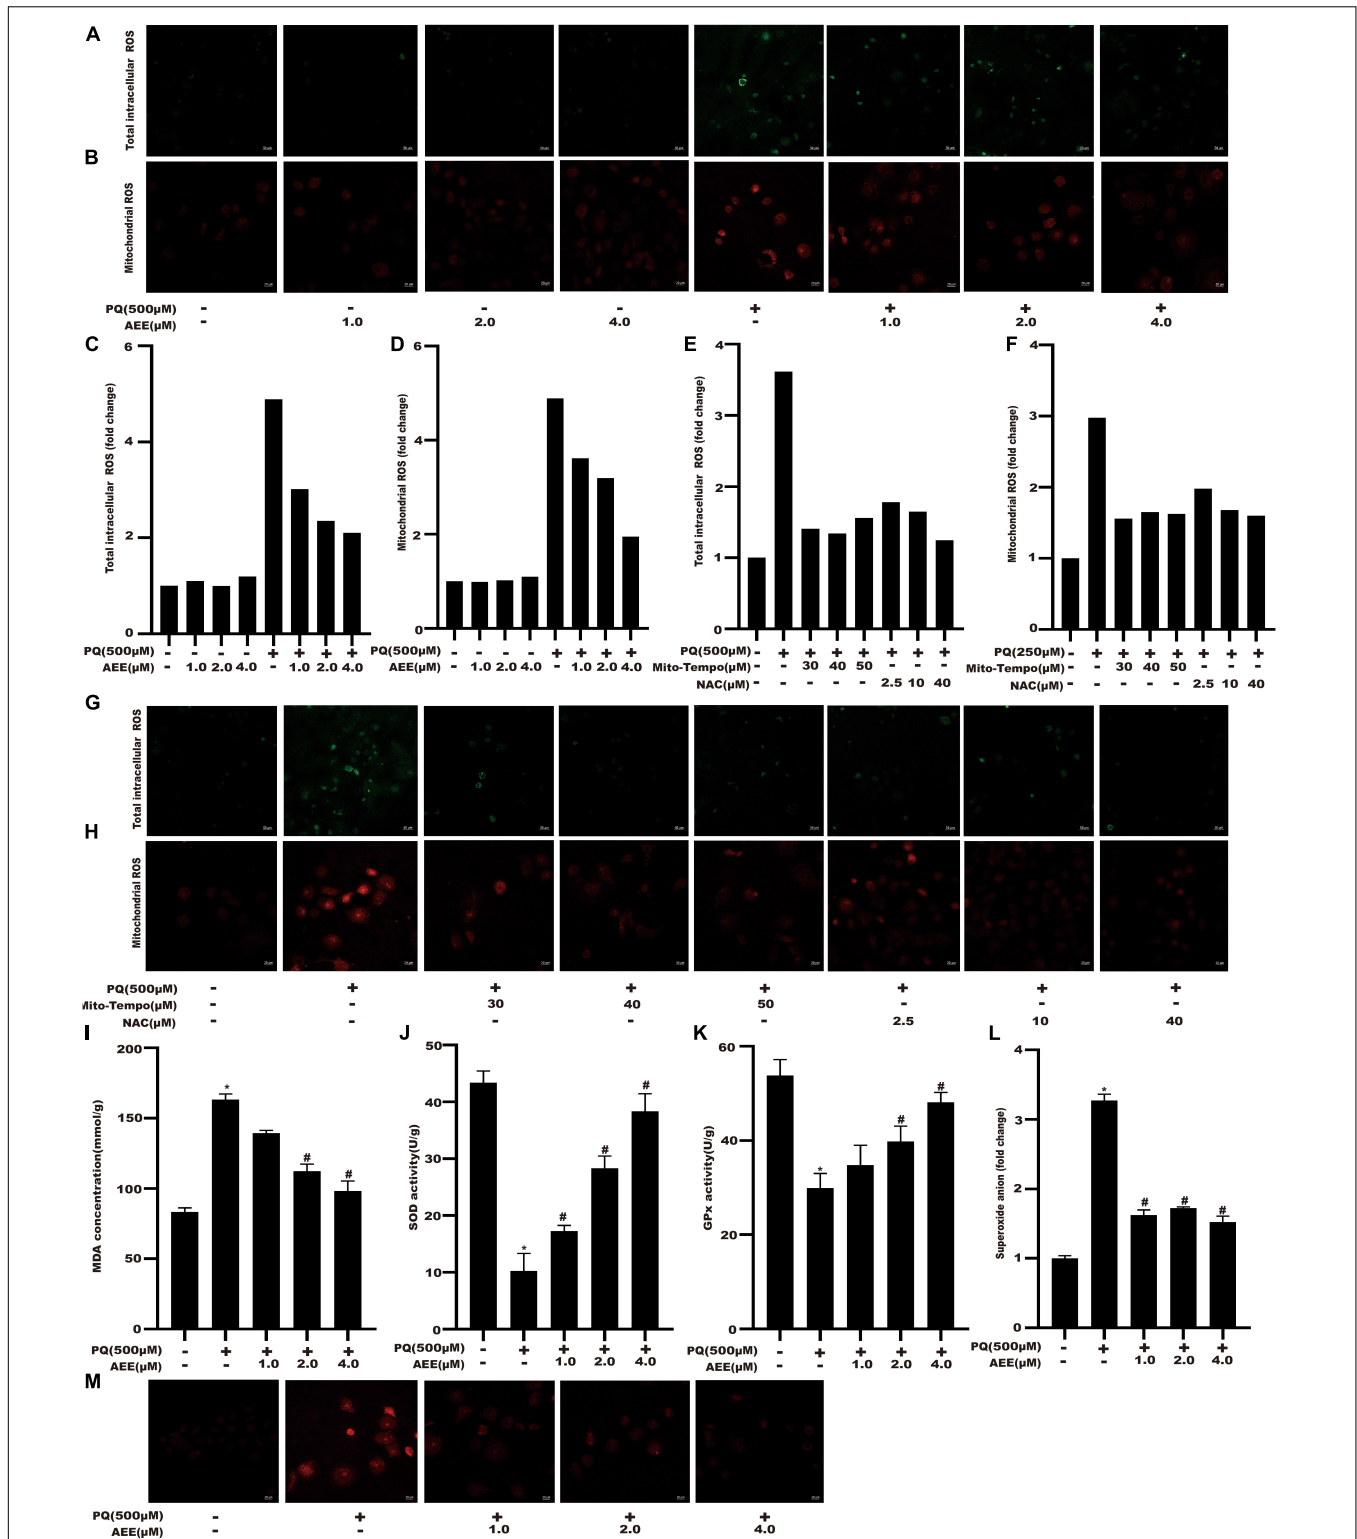 A
Total intracellular ROS
B
Mitochondrial ROS
PQ(500μM) - - - - + + + +
AEE(μM) - 1.0 2.0 4.0 - 1.0 2.0 4.0
C
Total intracellular ROS (fold change)
6
4
2
0
PQ(500μM) - - - - + + + +
AEE(μM) - 1.0 2.0 4.0 - 1.0 2.0 4.0
D
Mitochondrial ROS (fold change)
6
4
2
0
PQ(500μM) - - - - + + + +
AEE(μM) - 1.0 2.0 4.0 - 1.0 2.0 4.0
E
Total intracellular ROS (fold change)
4
3
2
1
0
PQ(500μM) - + + + + + + +
Mito-Tempo(μM) - - 30 40 50 - - -
NAC(μM) - - - - - 2.5 10 40
F
Mitochondrial ROS (fold change)
4
3
2
1
0
PQ(250μM) - + + + + + + +
Mito-Tempo(μM) - - 30 40 50 - - -
NAC(μM) - - - - - 2.5 10 40
G
Total intracellular ROS
H
Mitochondrial ROS
PQ(500μM) - + + + + + + +
Mito-Tempo(μM) - - 30 40 50 - - -
NAC(μM) - - - - - 2.5 10 40
I
MDA concentration(mmol/g)
200
150
100
50
0
* # #
PQ(500μM) - + + + +
AEE(μM) - - 1.0 2.0 4.0
J
SOD activity(U/g)
50
40
30
20
10
0
* # # #
PQ(500μM) - + + + +
AEE(μM) - - 1.0 2.0 4.0
K
GPx activity(U/g)
60
40
20
0
* # #
PQ(500μM) - + + + +
AEE(μM) - - 1.0 2.0 4.0
L
Superoxide anion (fold change)
4
3
2
1
0
* # # #
PQ(500μM) - + + + +
AEE(μM) - - 1.0 2.0 4.0
M
PQ(500μM) - + + + +
AEE(μM) - - 1.0 2.0 4.0